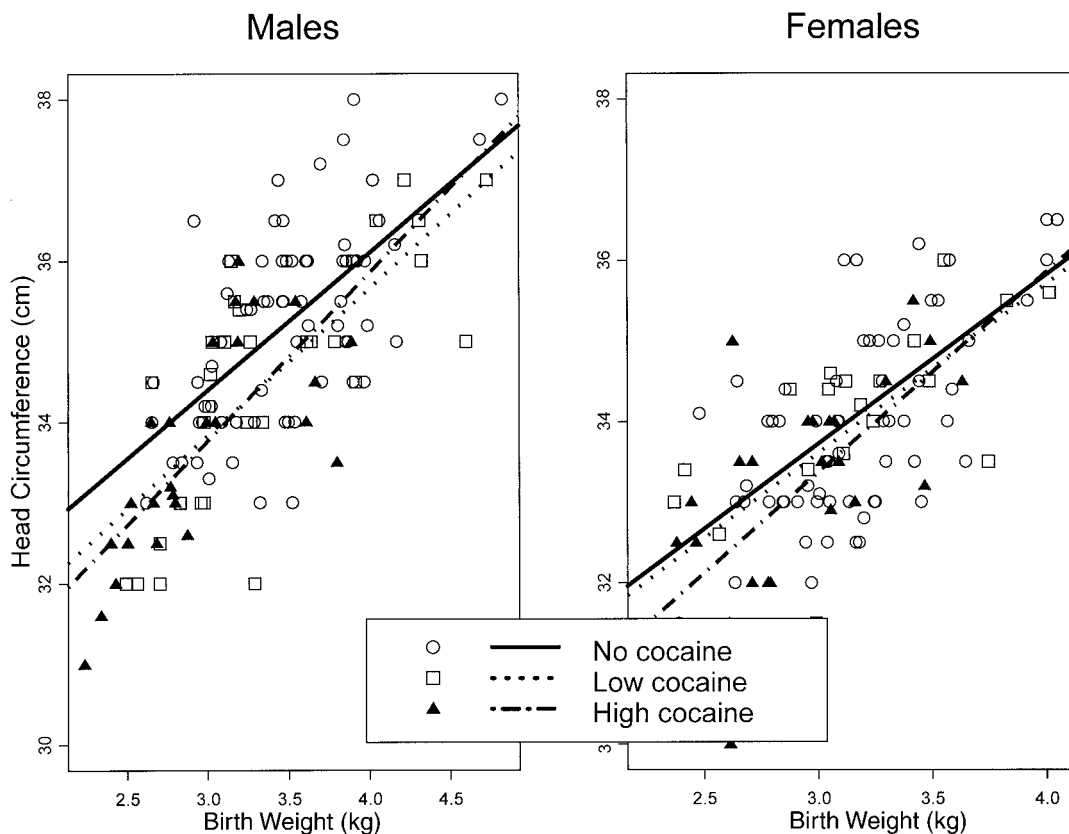 Males
Females
Head Circumference (cm)
38
36
34
32
30
2.5 3.0 3.5 4.0 4.5
Birth Weight (kg)
38
36
34
32
2.5 3.0 3.5 4.0
Birth Weight (kg)
No cocaine
Low cocaine
High cocaine